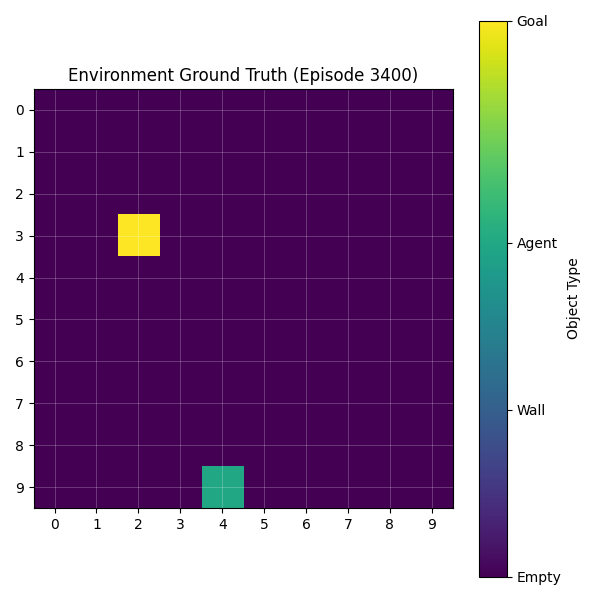 Environment Ground Truth (Episode 3400)
0
1
2
3
4
5
6
7
8
9
0 1 2 3 4 5 6 7 8 9
Goal
Agent
Wall
Empty
Object Type